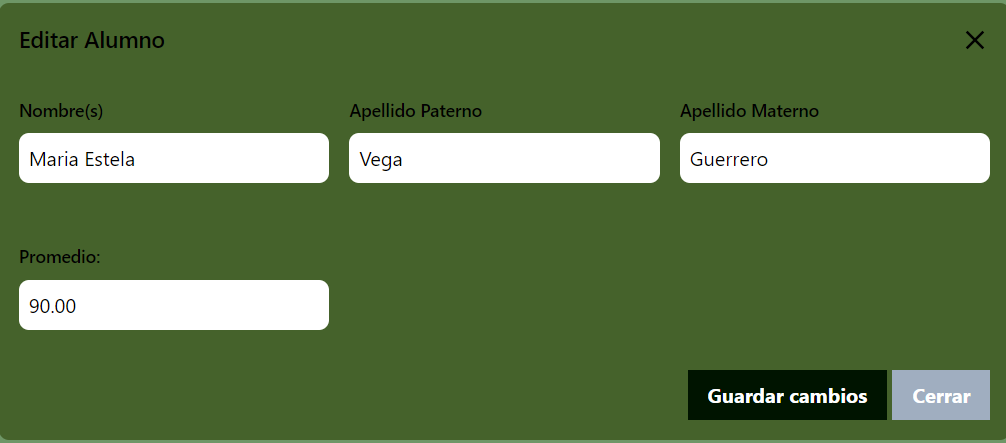 Editar Alumno
Nombre(s) Apellido Paterno Apellido Materno
Maria Estela Vega Guerrero
Promedio:
90.00
Guardar cambios Cerrar